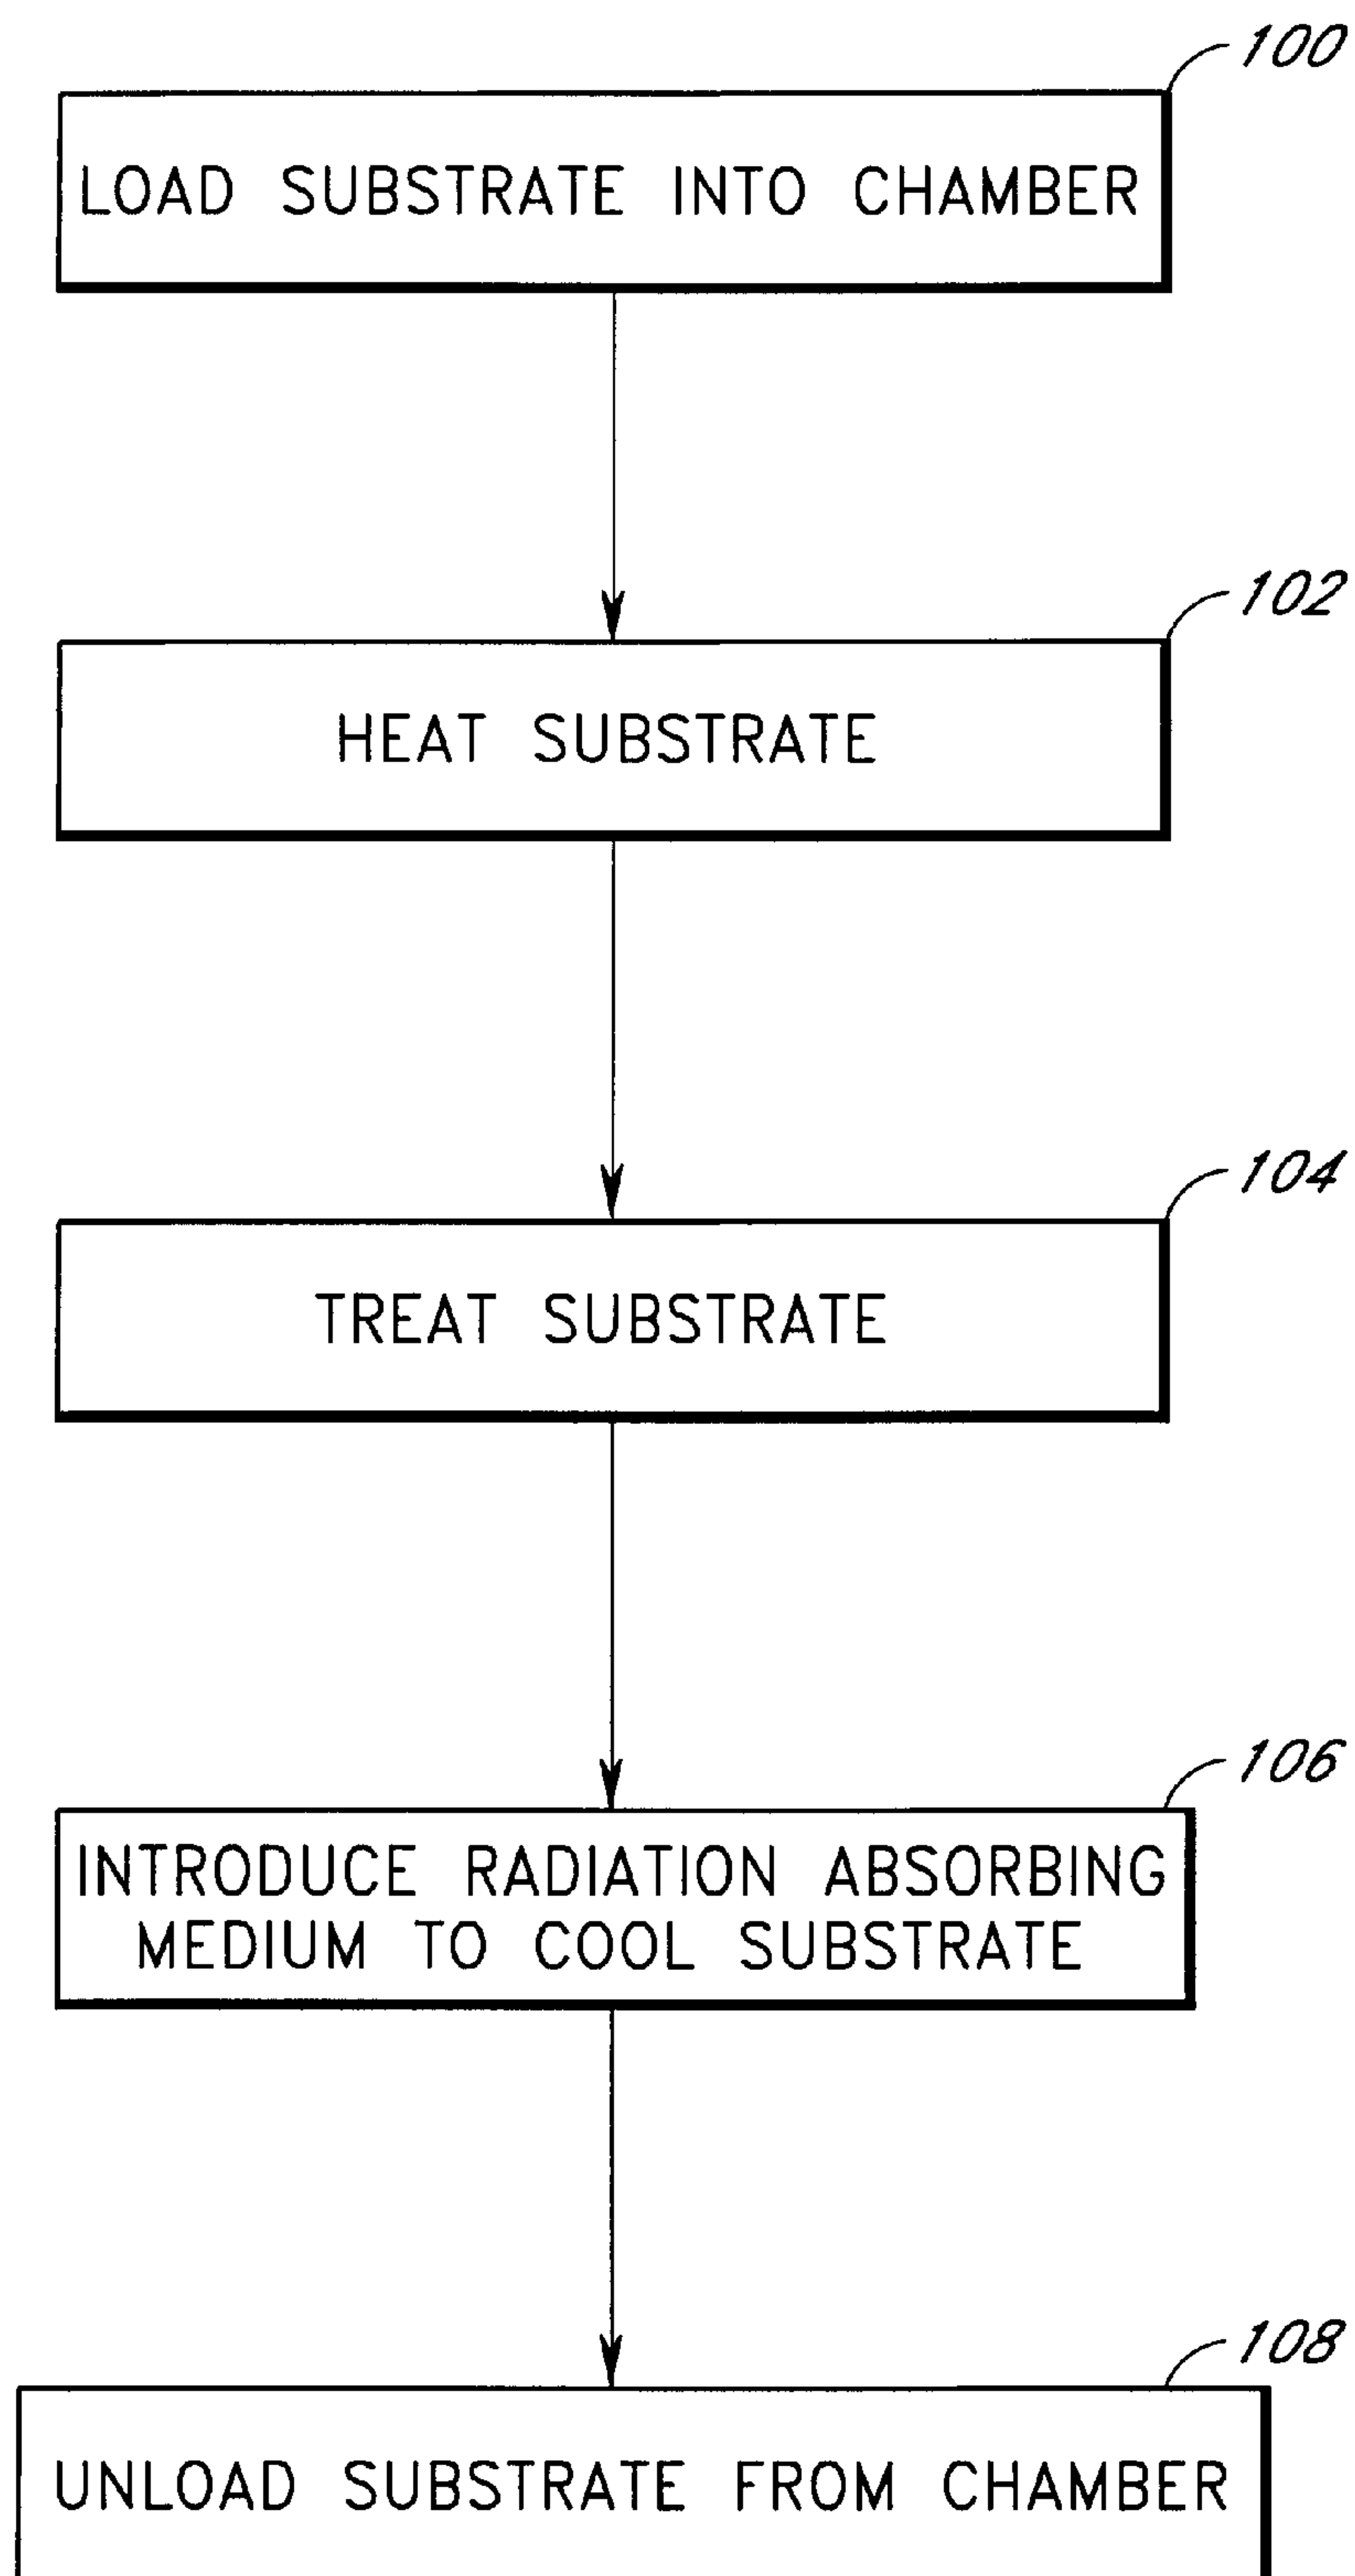 100
LOAD SUBSTRATE INTO CHAMBER
102
HEAT SUBSTRATE
104
TREAT SUBSTRATE
106
INTRODUCE RADIATION ABSORBING
MEDIUM TO COOL SUBSTRATE
108
UNLOAD SUBSTRATE FROM CHAMBER